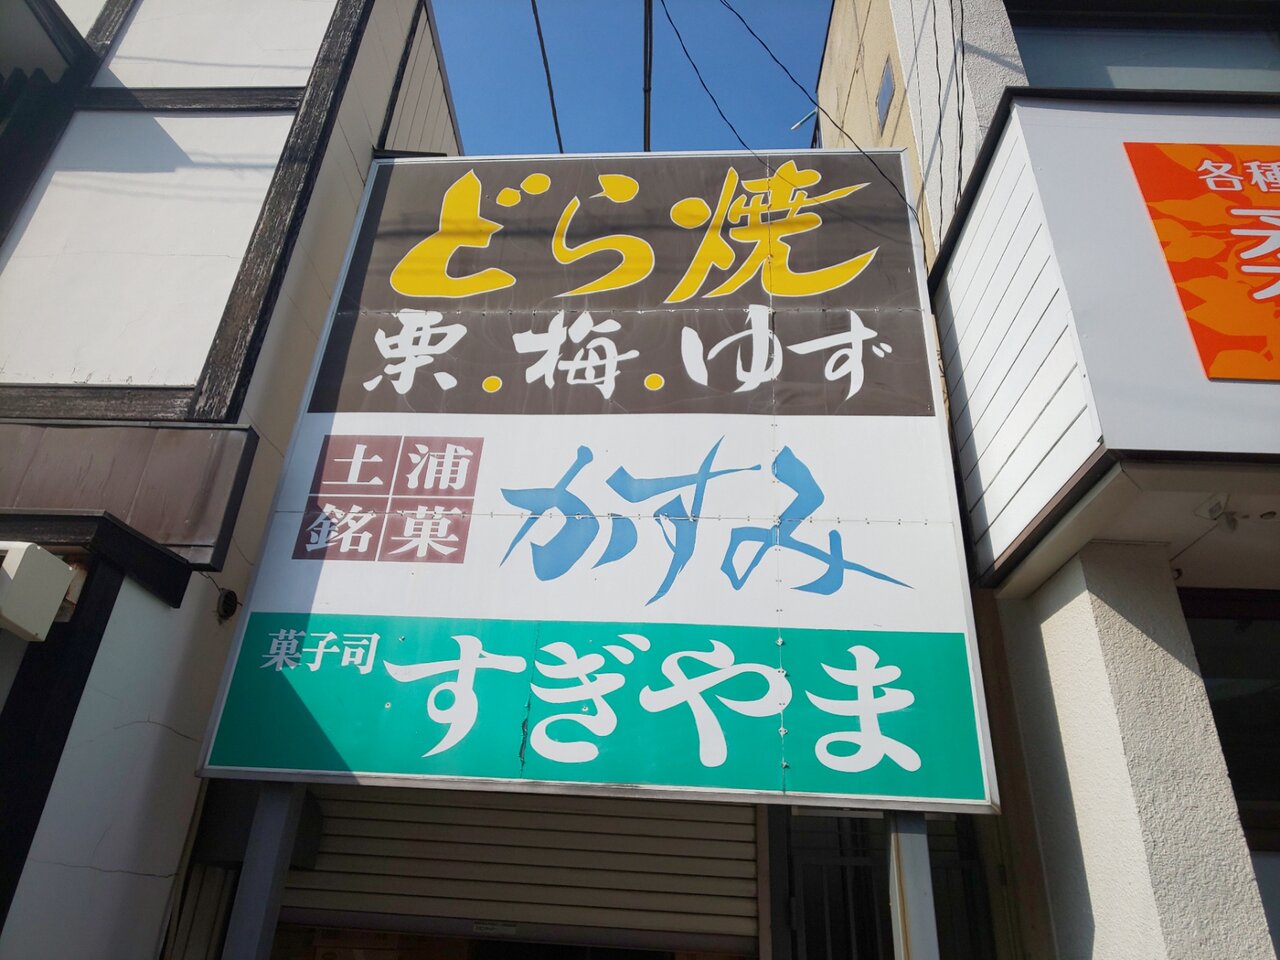 どら焼
栗・梅・ゆず
土浦
銘菓
かすみ
菓子司 すぎやま
各種